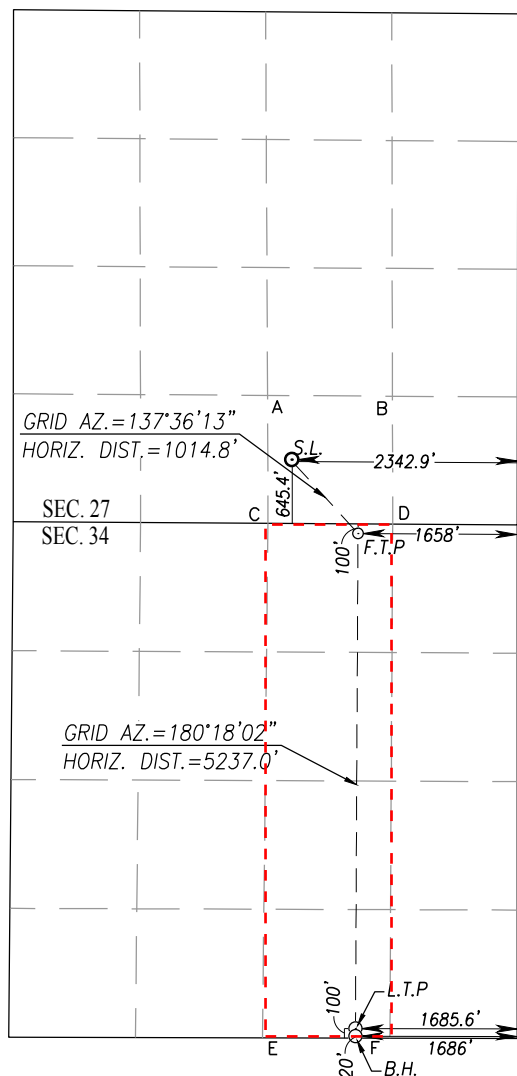 A B
GRID AZ.=137°36'13"
HORIZ. DIST.=1014.8'
S.L.
2342.9'
645.4'
SEC. 27
C D
SEC. 34
1658'
F.T.P
100'
GRID AZ.=180°18'02"
HORIZ. DIST.=5237.0'
L.T.P
100'
1685.6'
E F
1686'
20'
B.H.